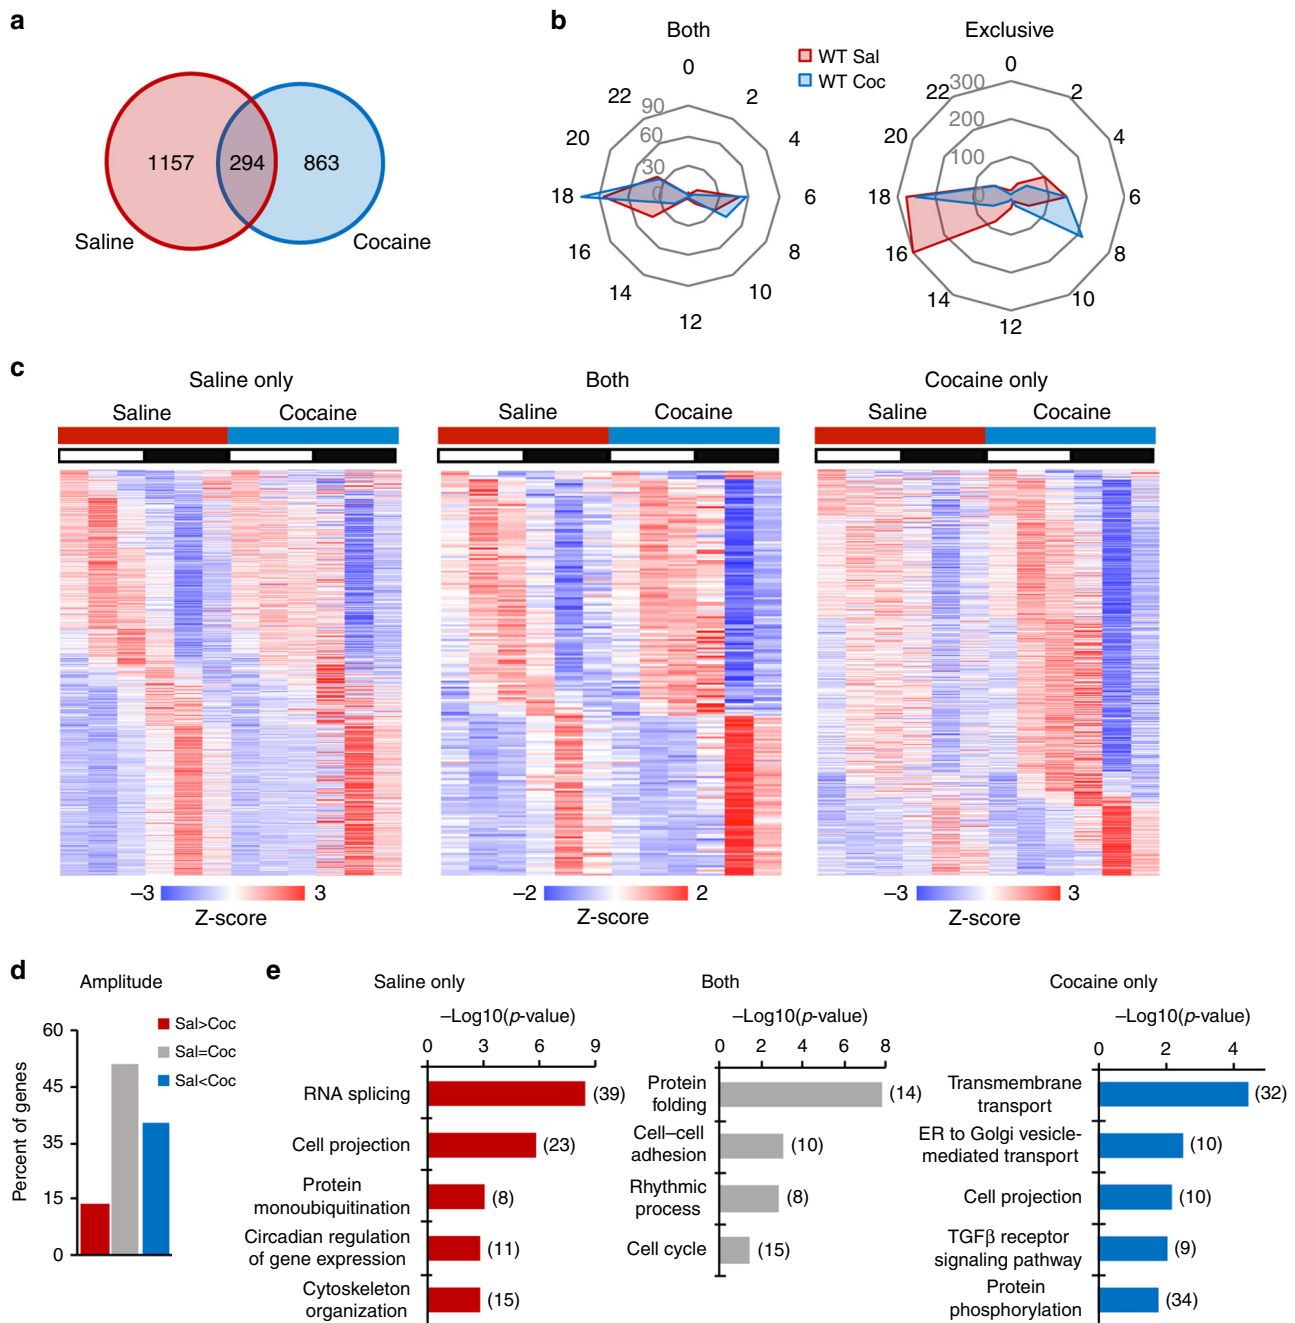 a
1157
294
863
Saline
Cocaine
b
Both
WT Sal
WT Coc
0
2
4
6
8
10
12
14
16
18
20
22
90
60
30
0
Exclusive
0
2
4
6
8
10
12
14
16
18
20
22
300
200
100
0
c
Saline only
Saline Cocaine
–3 3
Z-score
Both
Saline Cocaine
–2 2
Z-score
Cocaine only
Saline Cocaine
–3 3
Z-score
d
Amplitude
Percent of genes
60
45
35
15
0
Sal>Coc
Sal=Coc
Sal<Coc
e
Saline only
–Log10(p-value)
0 3 6 9
RNA splicing (39)
Cell projection (23)
Protein
monoubiquitination (8)
Circadian regulation
of gene expression (11)
Cytoskeleton
organization (15)
Both
–Log10(p-value)
0 2 4 6 8
Protein
folding (14)
Cell–cell
adhesion (10)
Rhythmic
process (8)
Cell cycle (15)
Cocaine only
–Log10(p-value)
0 2 4
Transmembrane
transport (32)
ER to Golgi vesicle-
mediated transport (10)
Cell projection (10)
TGFβ receptor
signaling pathway (9)
Protein
phosphorylation (34)